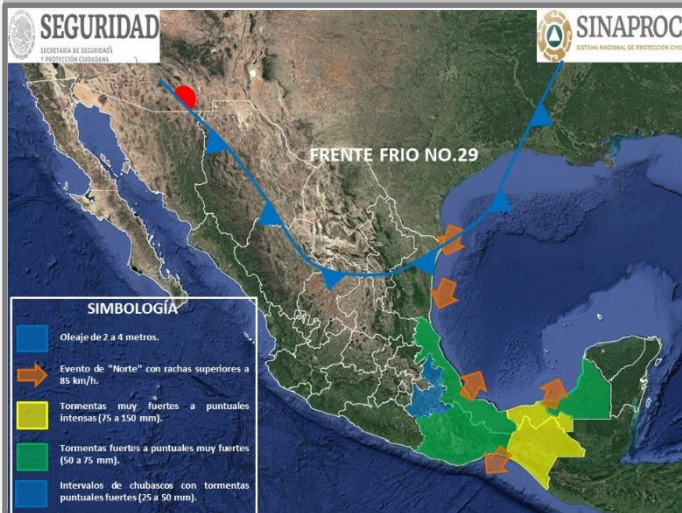 SEGURIDAD
SECRETARÍA DE SEGURIDAD
Y PROTECCIÓN CIUDADANA
SINAPROC
SISTEMA NACIONAL DE PROTECCIÓN CIVIL
FRENTE FRIO NO.29
SIMBOLOGÍA
Oleaje de 2 a 4 metros.
Evento de "Norte" con rachas superiores a
85 km/h.
Tormentas muy fuertes a puntuales
intensas (75 a 150 mm).
Tormentas fuertes a puntuales muy fuertes
(50 a 75 mm).
Intervalos de chubascos con tormentas
puntuales fuertes (25 a 50 mm).